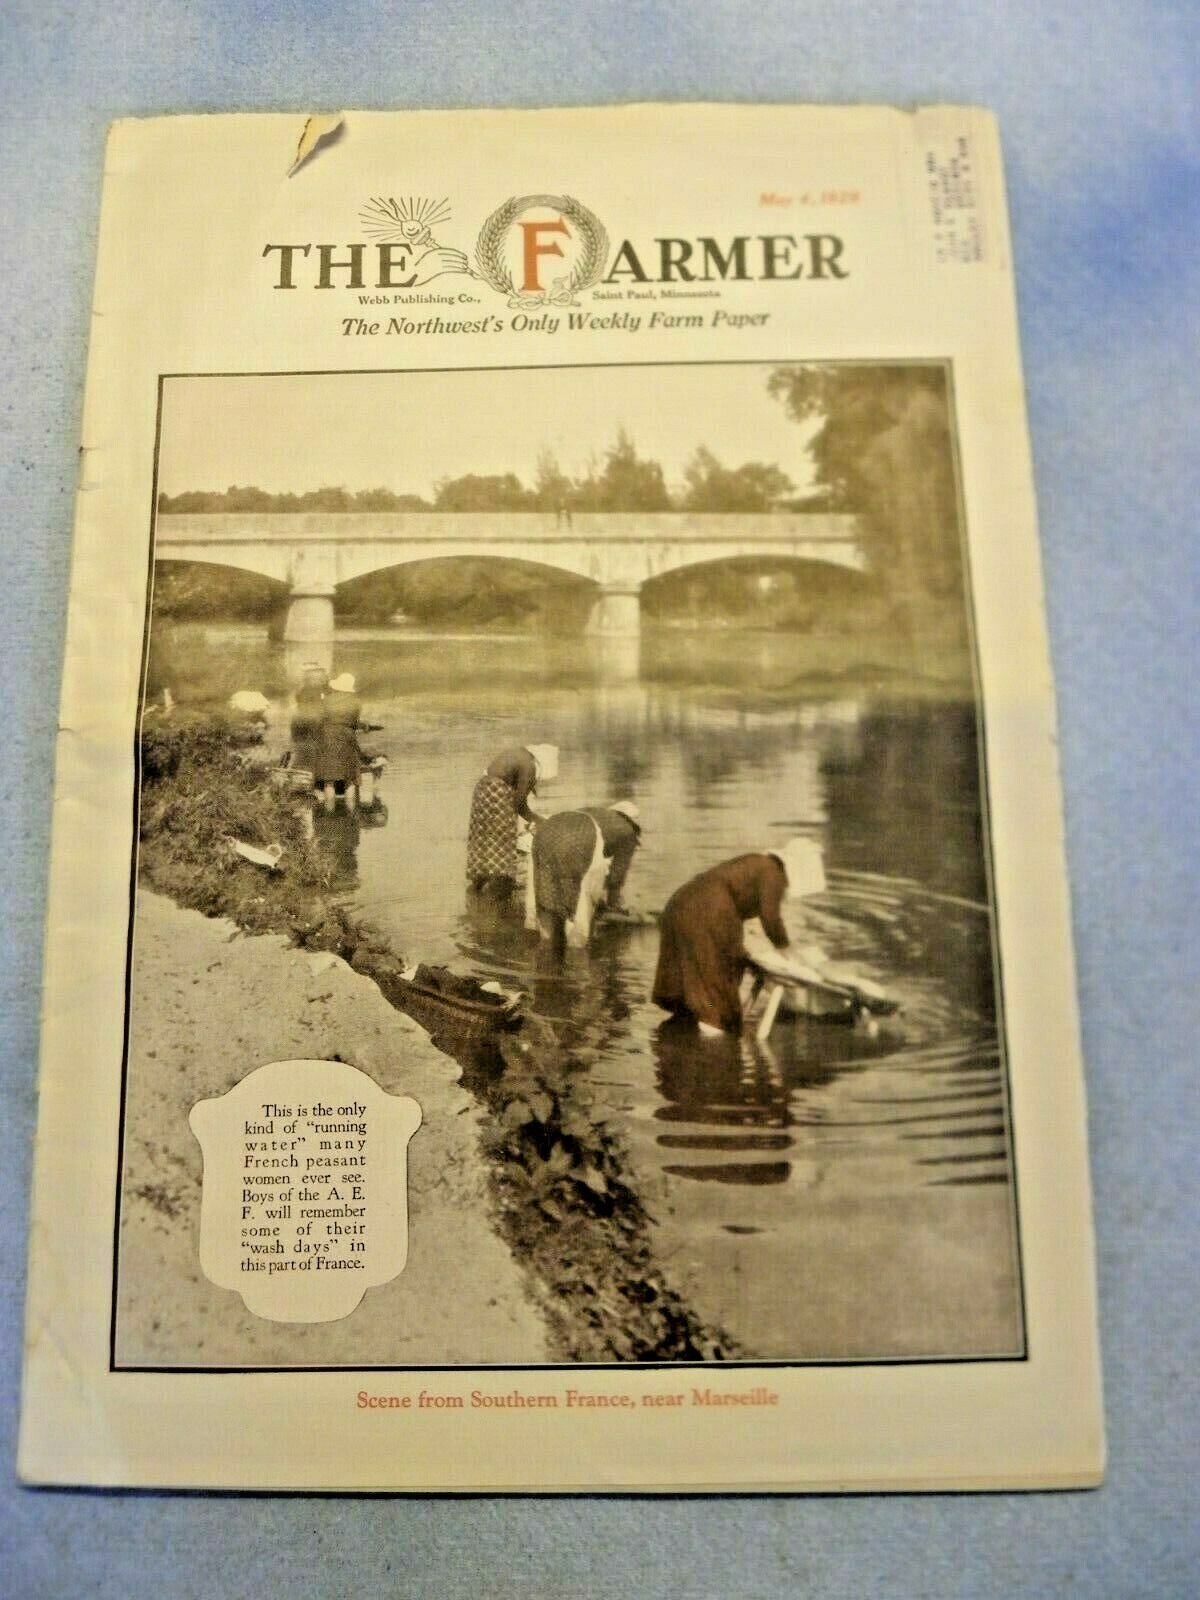 May 4, 1929
THE FARMER
Webb Publishing Co., Saint Paul, Minnesota
The Northwest's Only Weekly Farm Paper
This is the only
kind of "running
water" many
French peasant
women ever see.
Boys of the A. E.
F. will remember
some of their
"wash days" in
this part of France.
Scene from Southern France, near Marseille